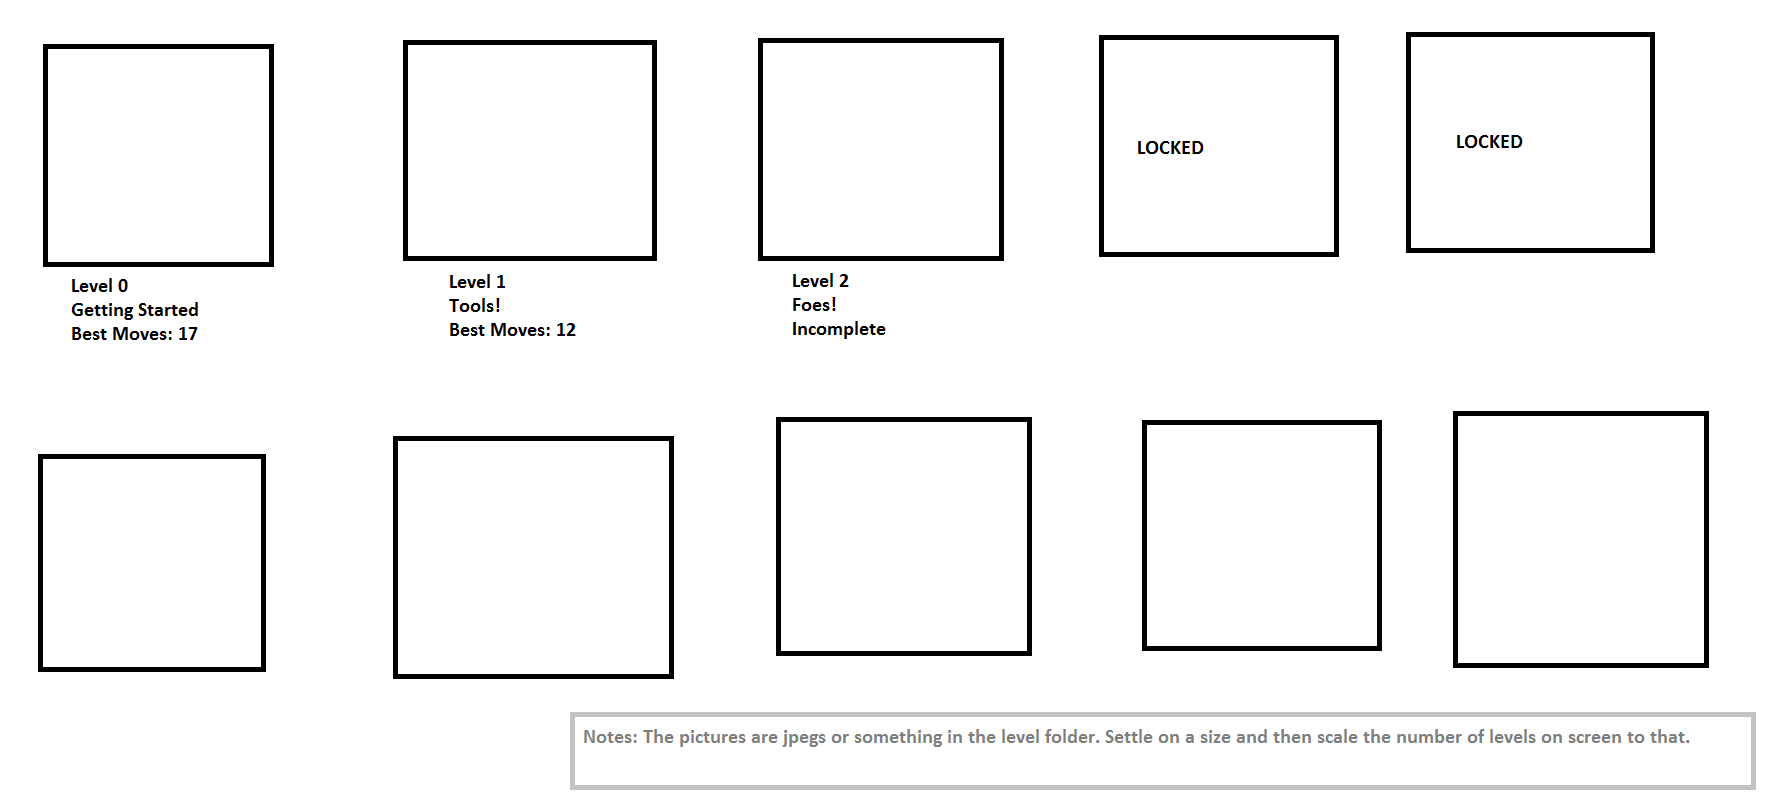 LOCKED
LOCKED
Level 0
Getting Started
Best Moves: 17
Level 1
Tools!
Best Moves: 12
Level 2
Foes!
Incomplete
Notes: The pictures are jpegs or something in the level folder. Settle on a size and then scale the number of levels on screen to that.